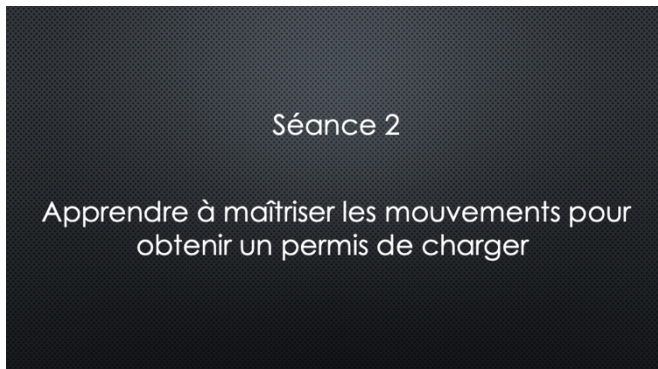 Séance 2
Apprendre à maîtriser les mouvements pour
obtenir un permis de charger